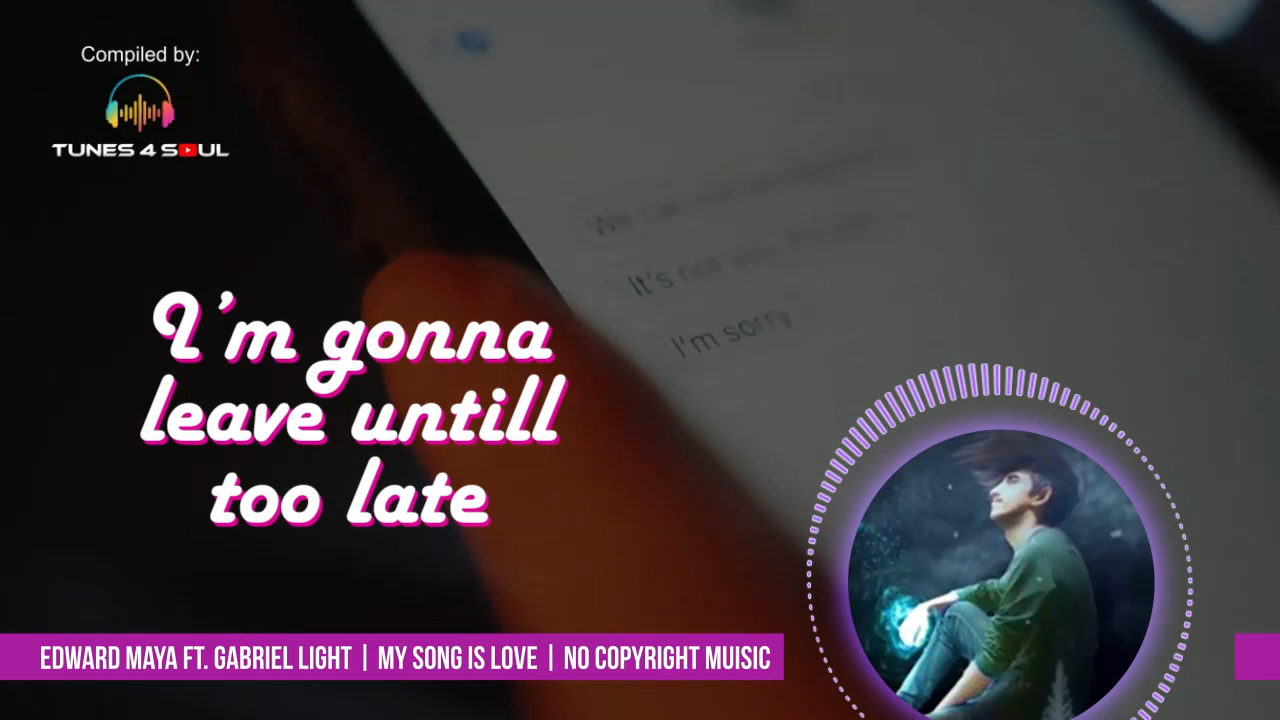 Compiled by:
TUNES 4 SOUL
It's not
I'm sorry
I'm gonna
leave untill
too late
EDWARD MAYA FT. GABRIEL LIGHT | MY SONG IS LOVE | NO COPYRIGHT MUISIC